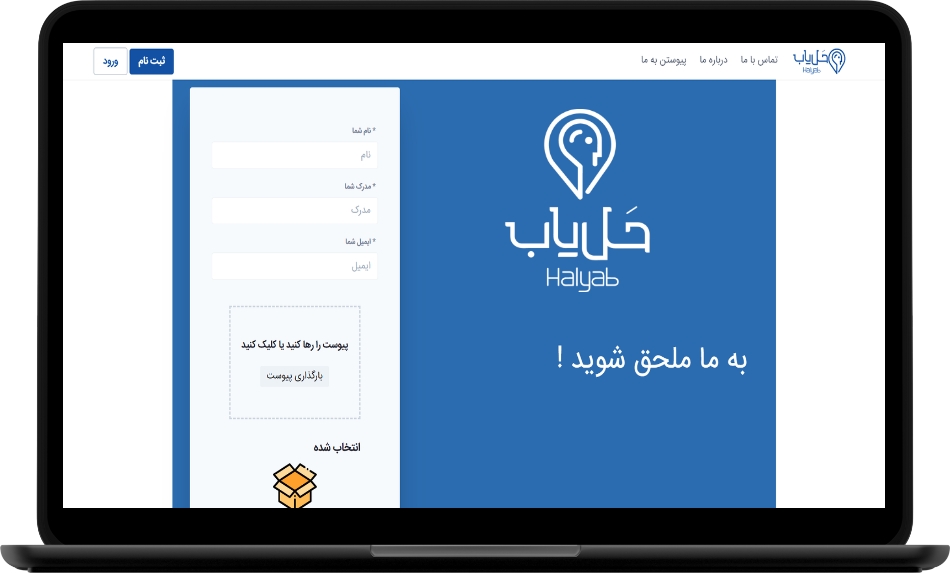 حل‌یاب
Halyab
تماس با ما
درباره ما
پیوستن به ما
ثبت نام
ورود
حَل‌یاب
Halyab
به ما ملحق شوید !
* نام شما
نام
* مدرک شما
مدرک
* ایمیل شما
ایمیل
پیوست را رها کنید یا کلیک کنید
بارگذاری پیوست
انتخاب شده